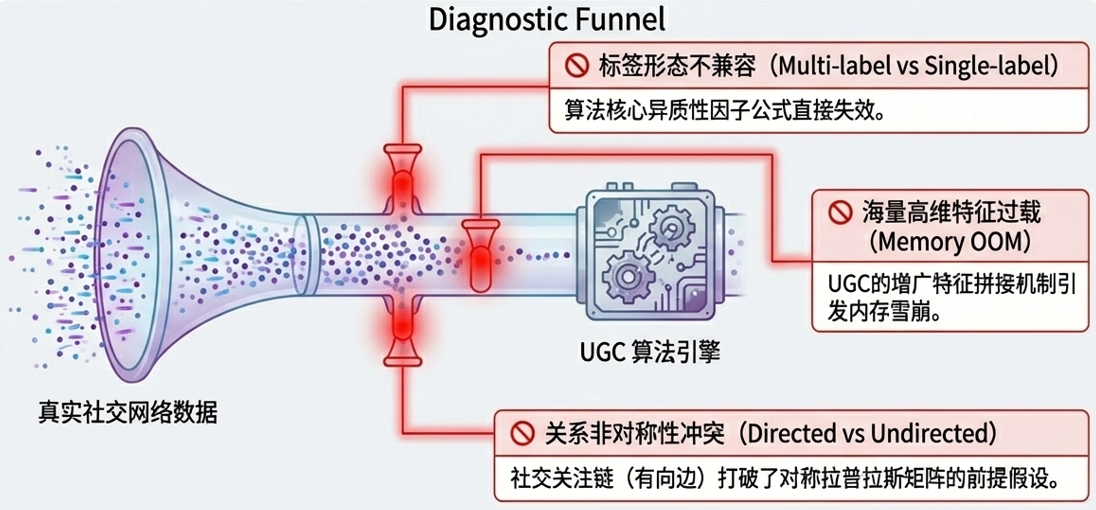 Diagnostic Funnel
标签形态不兼容（Multi-label vs Single-label）
算法核心异质性因子公式直接失效。
海量高维特征过载
（Memory OOM）
UGC的增广特征拼接机制引
发内存雪崩。
UGC 算法引擎
真实社交网络数据
关系非对称性冲突（Directed vs Undirected）
社交关注链（有向边）打破了对称拉普拉斯矩阵的前提假设。